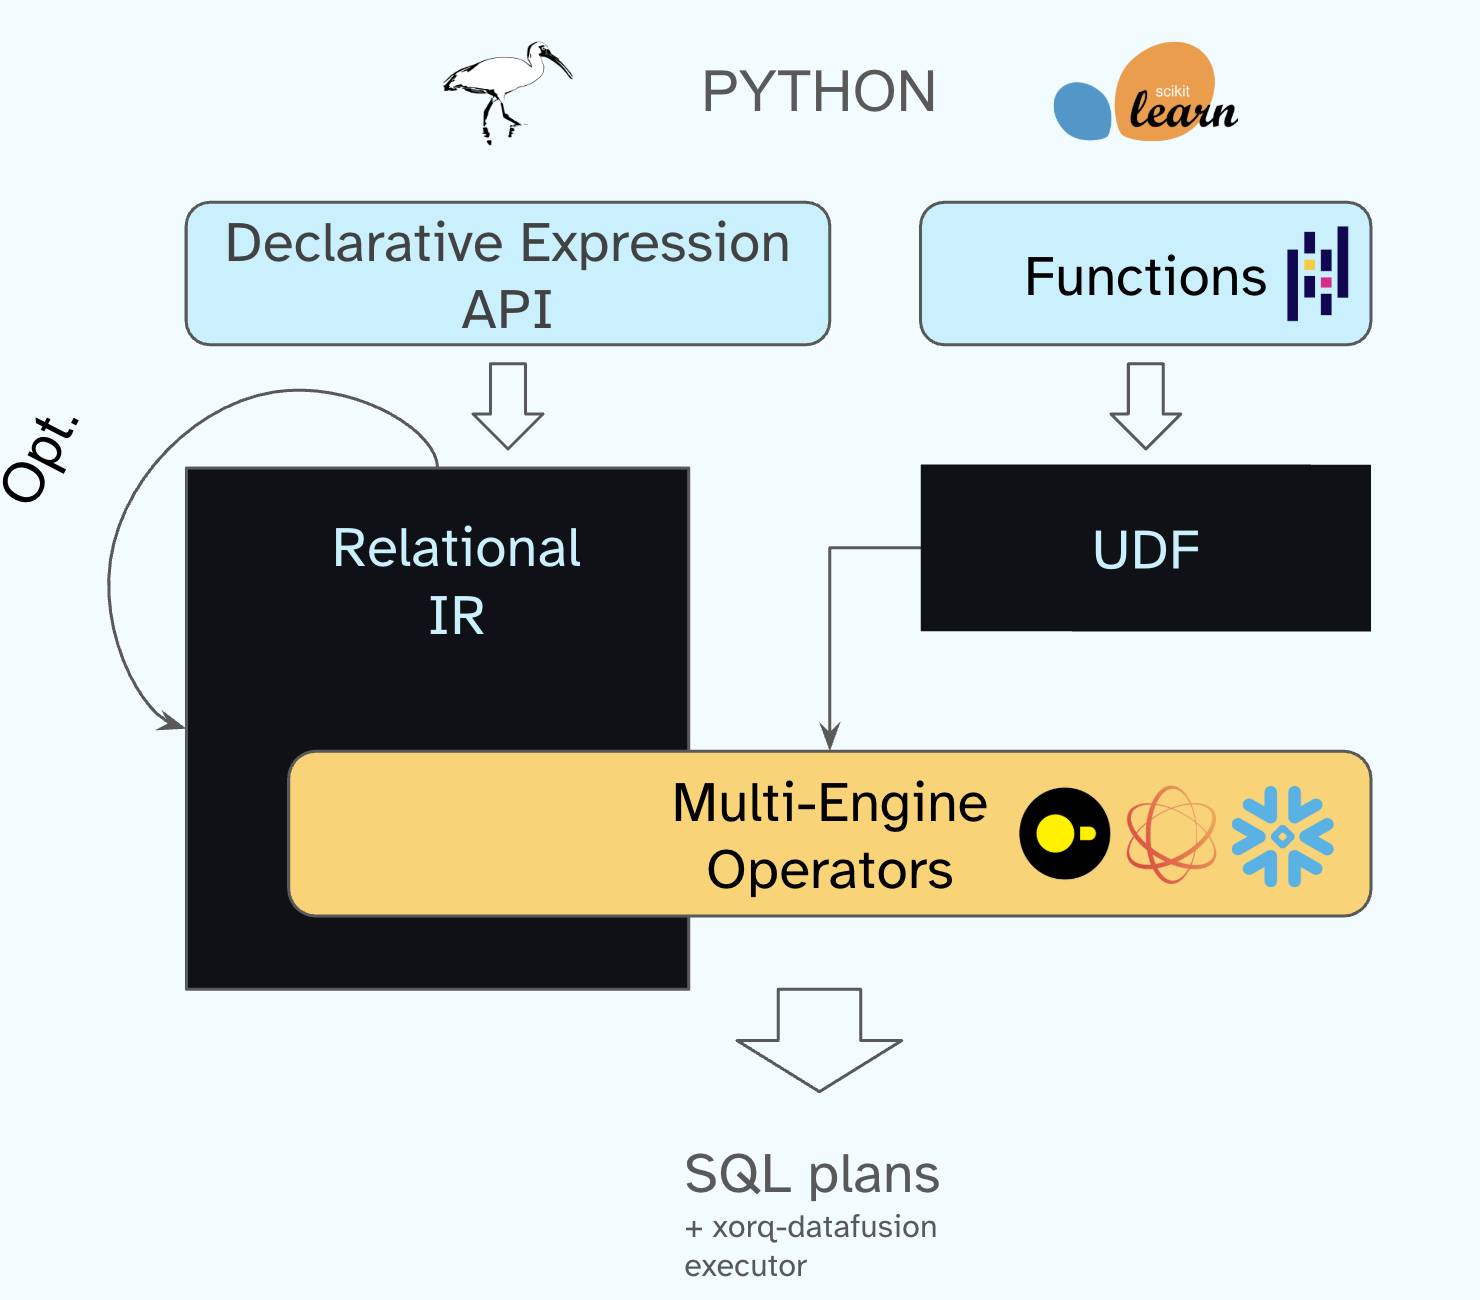 PYTHON
scikit
learn
Declarative Expression
API
Functions
Opt.
Relational
IR
UDF
Multi-Engine
Operators
SQL plans
+ xorq-datafusion
executor